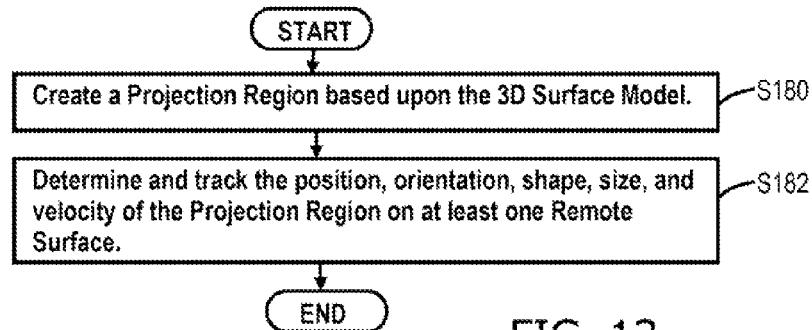 START
Create a Projection Region based upon the 3D Surface Model.
S180
Determine and track the position, orientation, shape, size, and
velocity of the Projection Region on at least one Remote
Surface.
S182
END